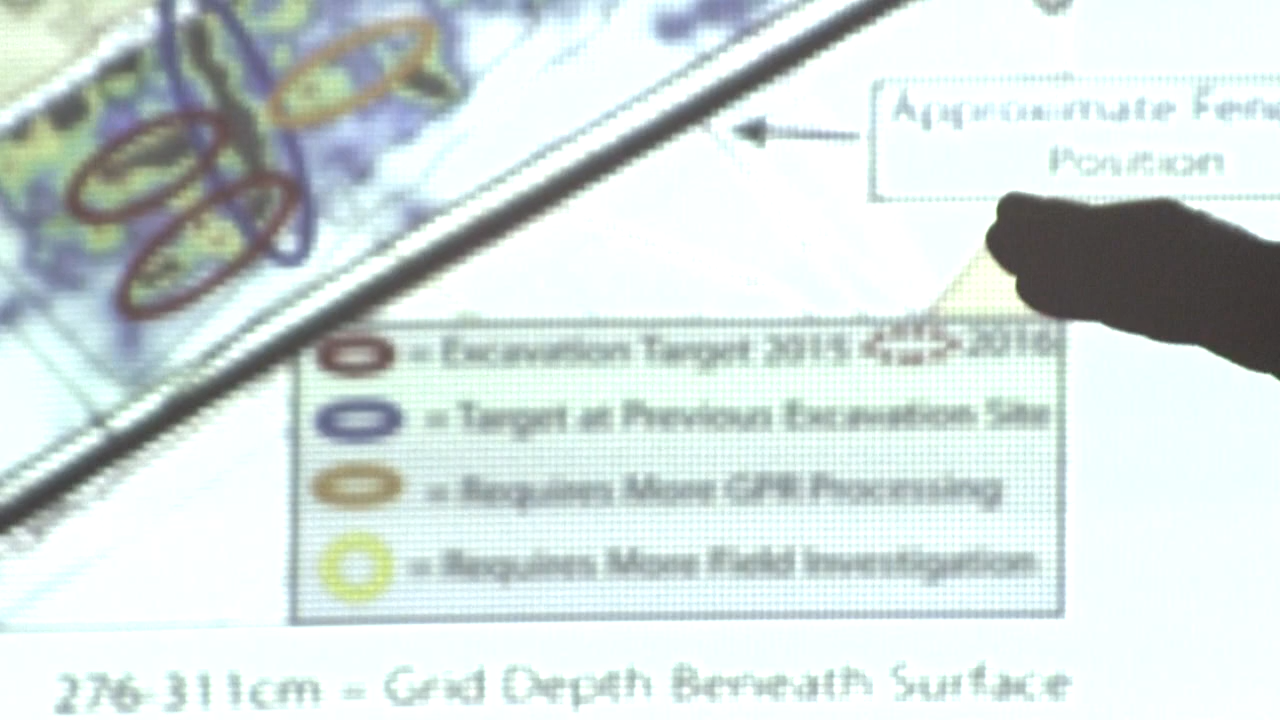 Approximate Fence
Position
= Excavation Target 2015 2016
= Target at Previous Excavation Site
= Requires More GPR Processing
= Requires More Field Investigation
276-311cm = Grid Depth Beneath Surface